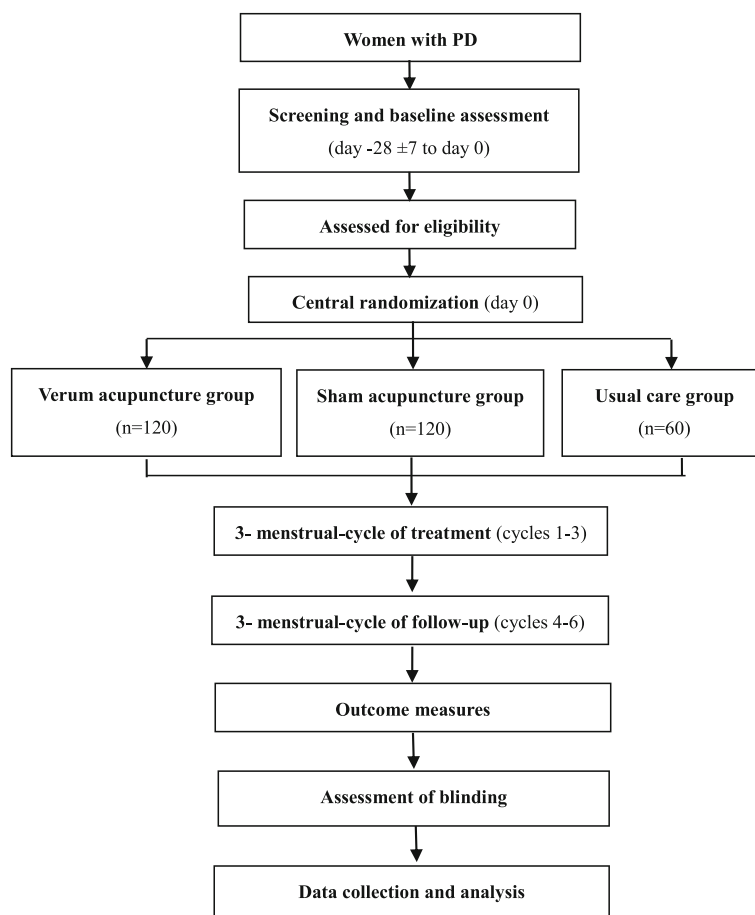 Women with PD
Screening and baseline assessment
(day -28 ±7 to day 0)
Assessed for eligibility
Central randomization (day 0)
Verum acupuncture group
(n=120)
Sham acupuncture group
(n=120)
Usual care group
(n=60)
3- menstrual-cycle of treatment (cycles 1-3)
3- menstrual-cycle of follow-up (cycles 4-6)
Outcome measures
Assessment of blinding
Data collection and analysis